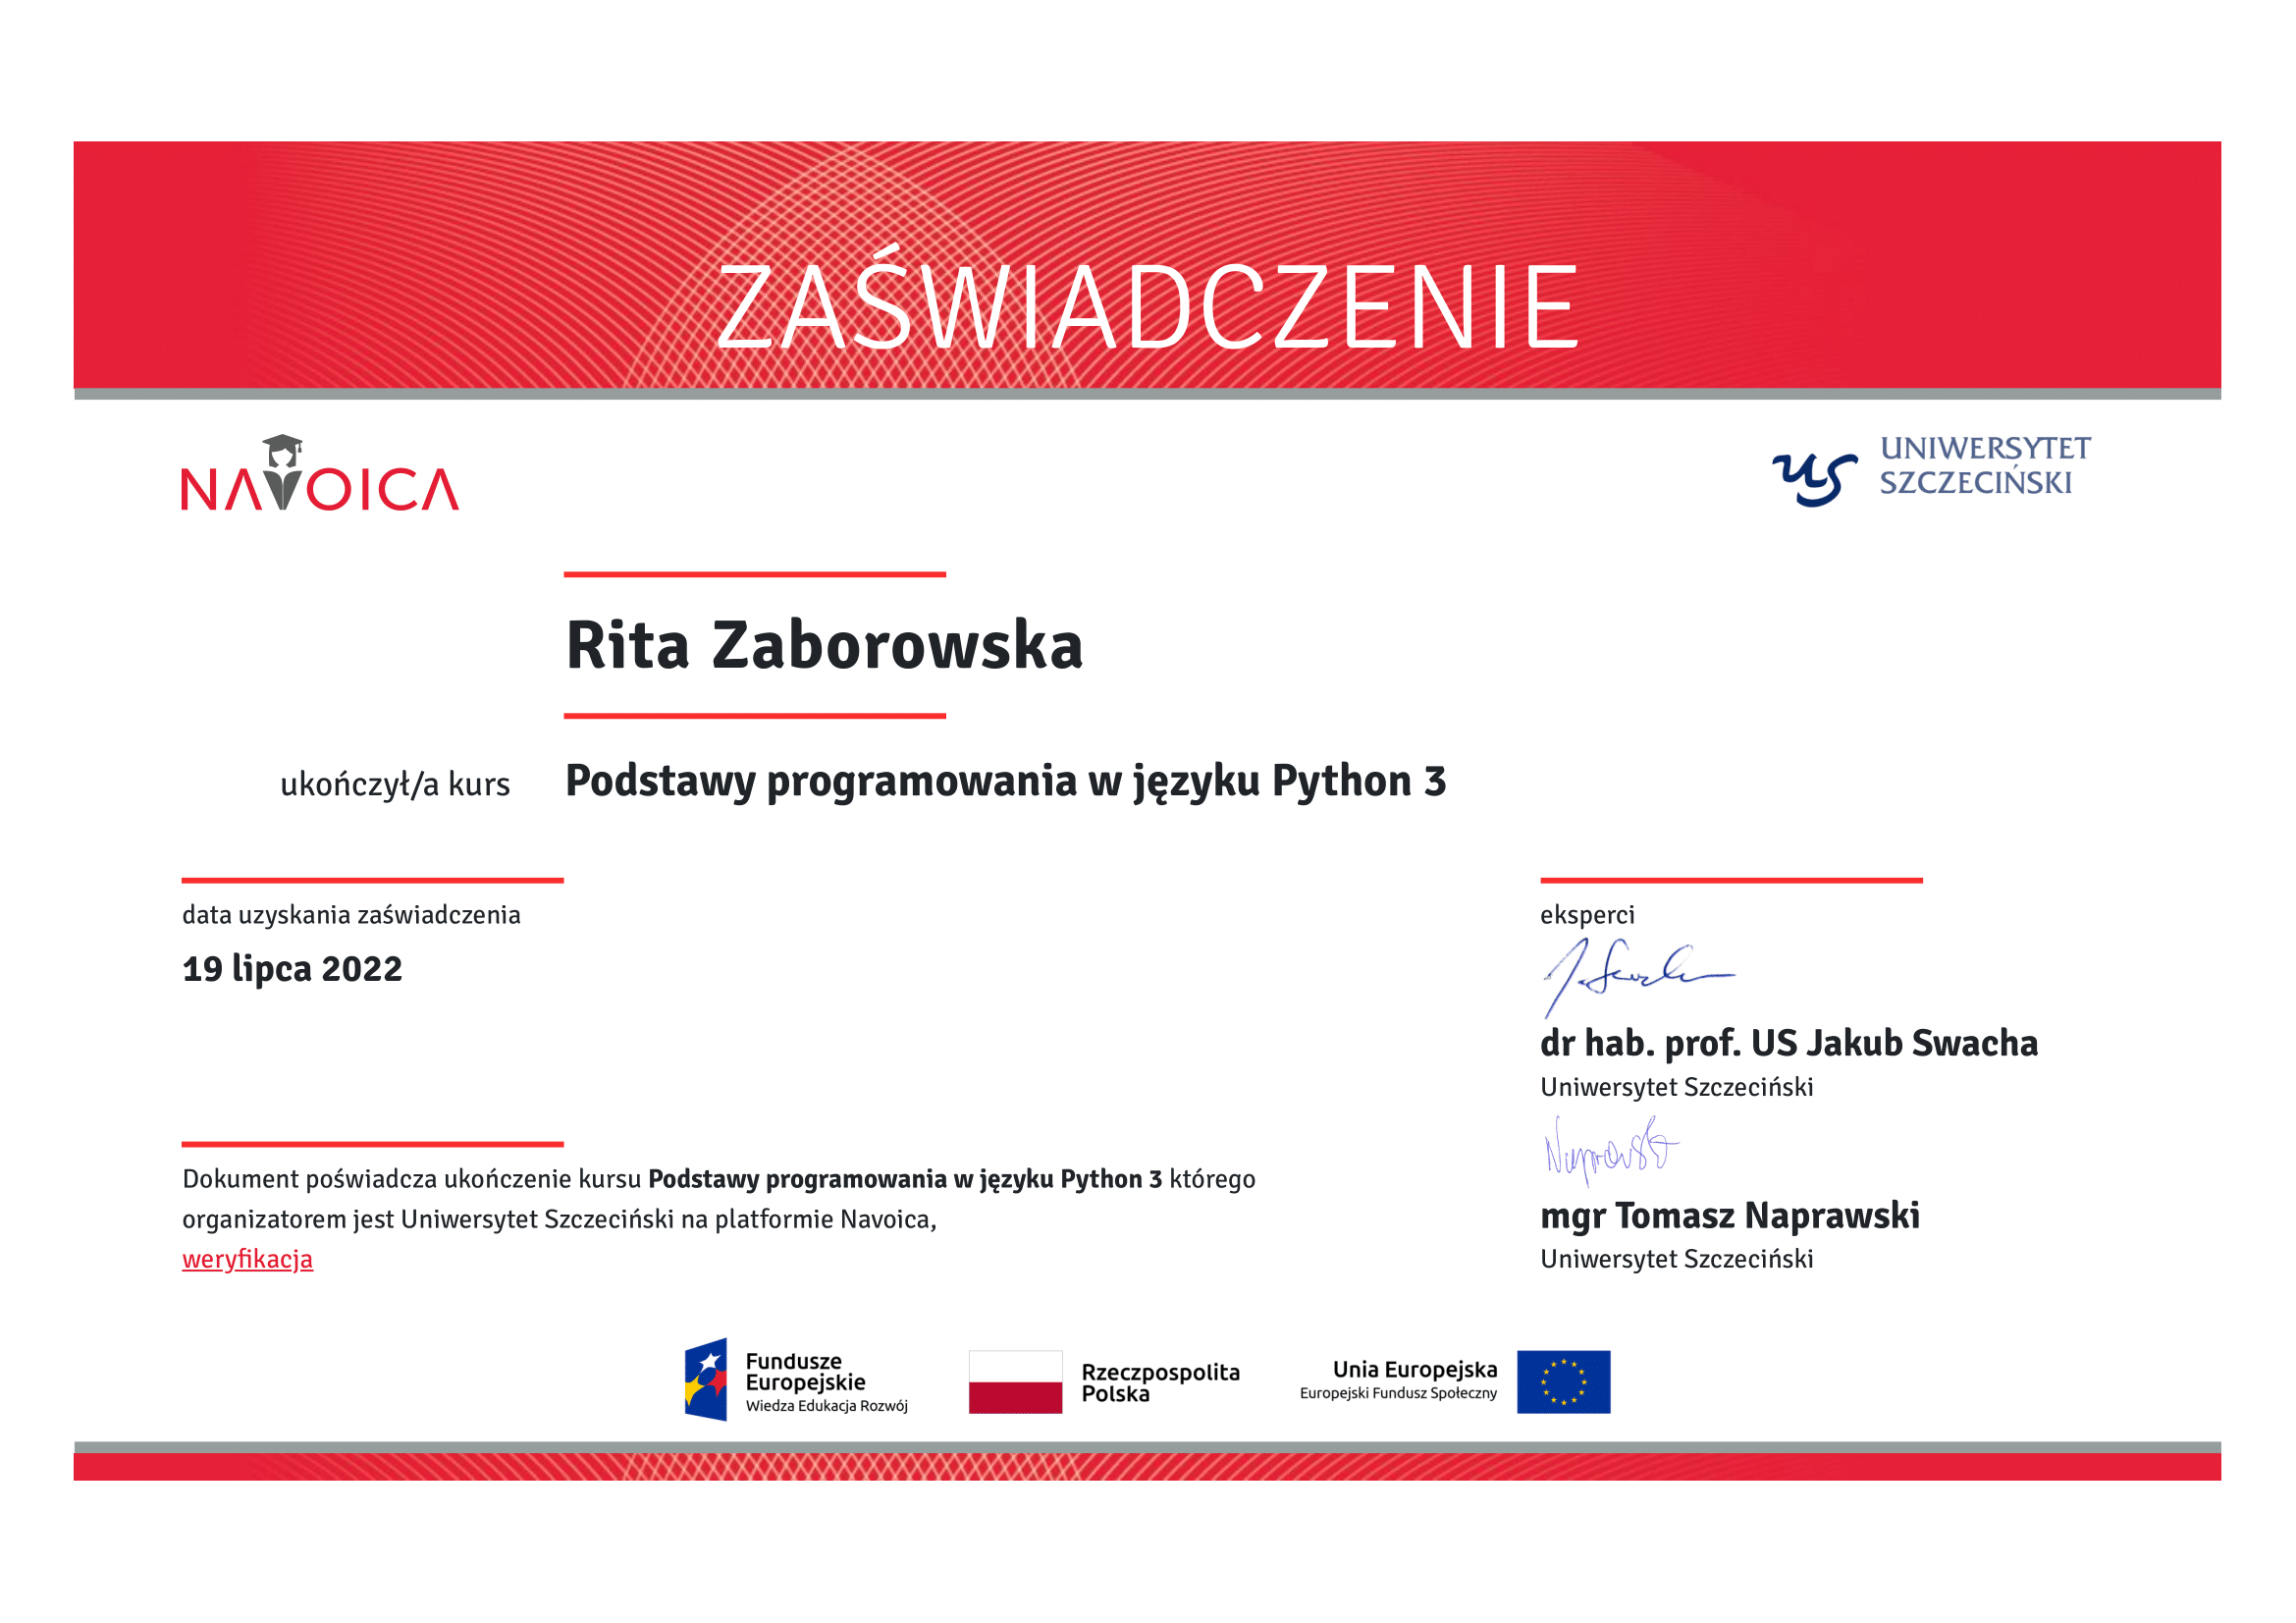 ZAŚWIADCZENIE
NAVOICA
UNIWERSYTET
SZCZECIŃSKI
Rita Zaborowska
ukończył/a kurs Podstawy programowania w języku Python 3
data uzyskania zaświadczenia
19 lipca 2022
eksperci
dr hab. prof. US Jakub Swacha
Uniwersytet Szczeciński
mgr Tomasz Naprawski
Uniwersytet Szczeciński
Dokument poświadcza ukończenie kursu Podstawy programowania w języku Python 3 którego
organizatorem jest Uniwersytet Szczeciński na platformie Navoica,
weryfikacja
Fundusze
Europejskie
Wiedza Edukacja Rozwój
Rzeczpospolita
Polska
Unia Europejska
Europejski Fundusz Społeczny